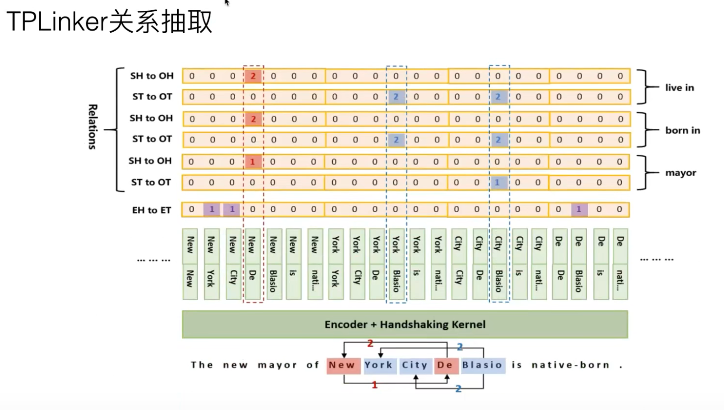 TPLinker关系抽取
SH to OH 0 0 0 2 0 0 0 0 0 0 0 0 0 0 0 0 0 0 0 0 0 0
ST to OT 0 0 0 0 0 0 0 0 0 0 2 0 0 0 0 2 0 0 0 0 0 0
live in
SH to OH 0 0 0 2 0 0 0 0 0 0 0 0 0 0 0 0 0 0 0 0 0 0
ST to OT 0 0 0 0 0 0 0 0 0 0 2 0 0 0 0 2 0 0 0 0 0 0
born in
SH to OH 0 0 0 1 0 0 0 0 0 0 0 0 0 0 0 0 0 0 0 0 0 0
ST to OT 0 0 0 0 0 0 0 0 0 0 0 0 0 0 0 1 0 0 0 0 0 0
mayor
Relations
EH to ET 0 1 1 0 0 0 0 0 0 0 0 0 0 0 0 0 0 0 0 1 0 0
... ... ... New New New New New New New York York York York York York City City City City City De De De De ... ... ...
New York City De Blasio is nati... York City De Blasio is nati... City De Blasio is nati... De Blasio is nati...
Encoder + Handshaking Kernel
2 2
The new mayor of New York City De Blasio is native-born .
1 2